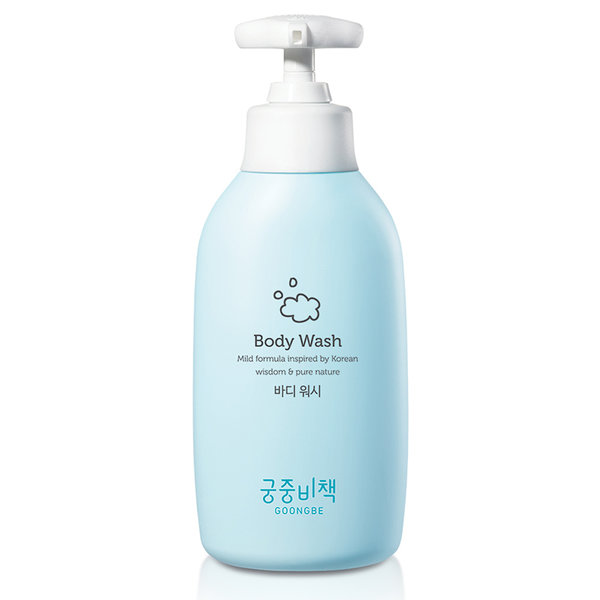 Body Wash
Mild formula inspired by Korean
wisdom & pure nature
바디 워시
궁중비책
GOONGBE